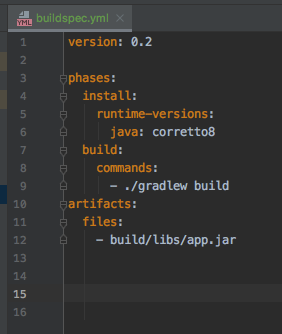 YML buildspec.yml ×
1 version: 0.2
2
3 phases:
4   install:
5     runtime-versions:
6       java: corretto8
7   build:
8     commands:
9       - ./gradlew build
10 artifacts:
11   files:
12     - build/libs/app.jar
13
14
15
16